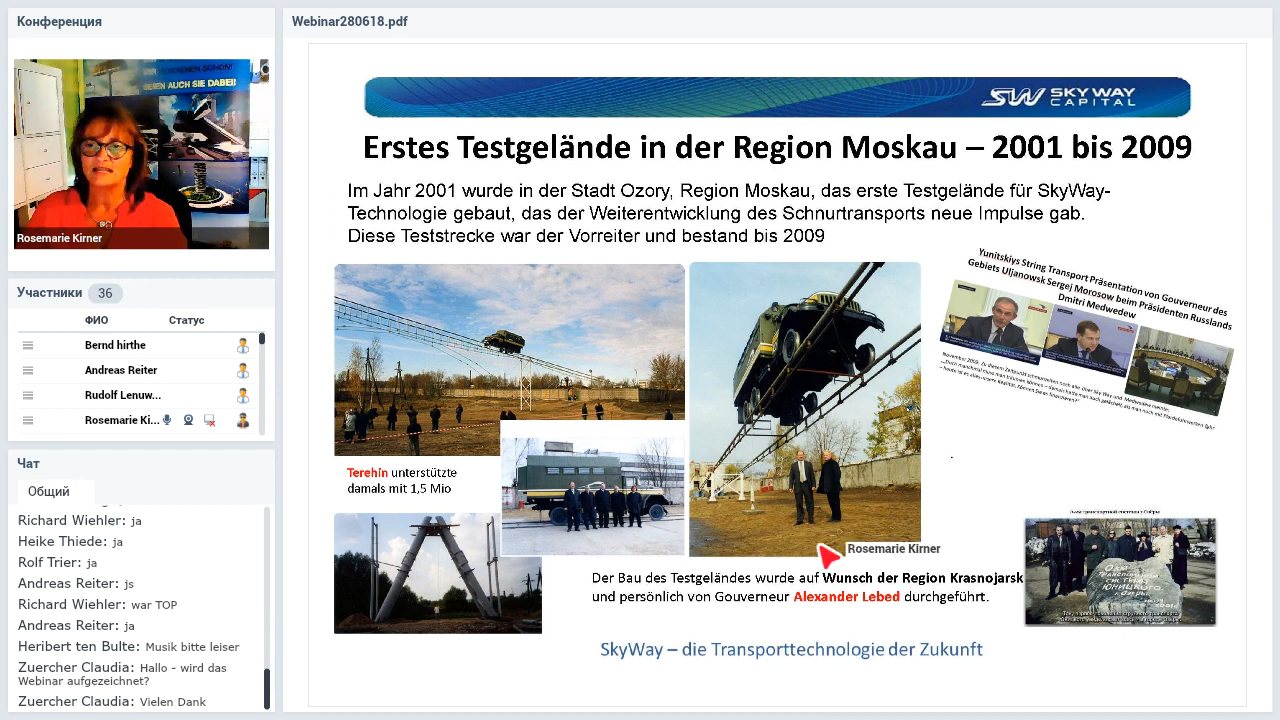 Конференция
IHNEN SCHON!
SEIEN AUCH SIE DABEI!
Rosemarie Kirner
Участники 36
ФИО Статус
Bernd hirthe
Andreas Reiter
Rudolf Lenuw...
Rosemarie Ki...
Чат
Общий
Richard Wiehler: ja
Heike Thiede: ja
Rolf Trier: ja
Andreas Reiter: js
Richard Wiehler: war TOP
Andreas Reiter: ja
Heribert ten Bulte: Musik bitte leiser
Zuercher Claudia: Hallo - wird das
Webinar aufgezeichnet?
Zuercher Claudia: Vielen Dank
Webinar280618.pdf
SW SKY WAY
CAPITAL
Erstes Testgelände in der Region Moskau – 2001 bis 2009
Im Jahr 2001 wurde in der Stadt Ozory, Region Moskau, das erste Testgelände für SkyWay-
Technologie gebaut, das der Weiterentwicklung des Schnurtransports neue Impulse gab.
Diese Teststrecke war der Vorreiter und bestand bis 2009
Yunitskiys String Transport Präsentation von Gouverneur des
Gebiets Uljanowsk Sergej Morosow beim Präsidenten Russlands
Dmitri Medwedew
Terehin unterstützte
damals mit 1,5 Mio
Rosemarie Kirner
Der Bau des Testgeländes wurde auf Wunsch der Region Krasnojarsk
und persönlich von Gouverneur Alexander Lebed durchgeführt.
SkyWay – die Transporttechnologie der Zukunft